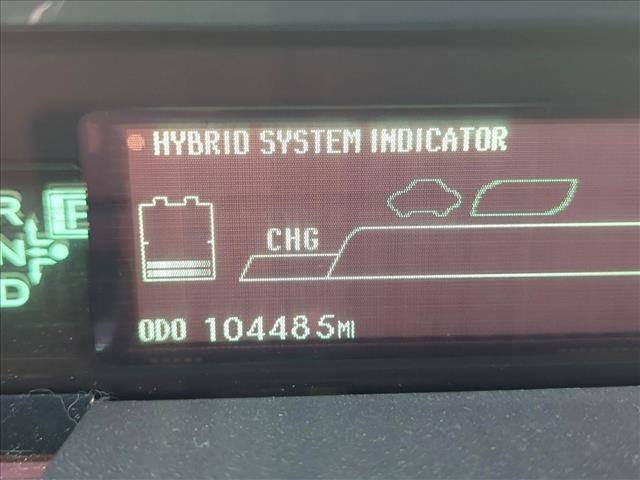 HYBRID SYSTEM INDICATOR
R
N
D
CHG
ODO 104485MI